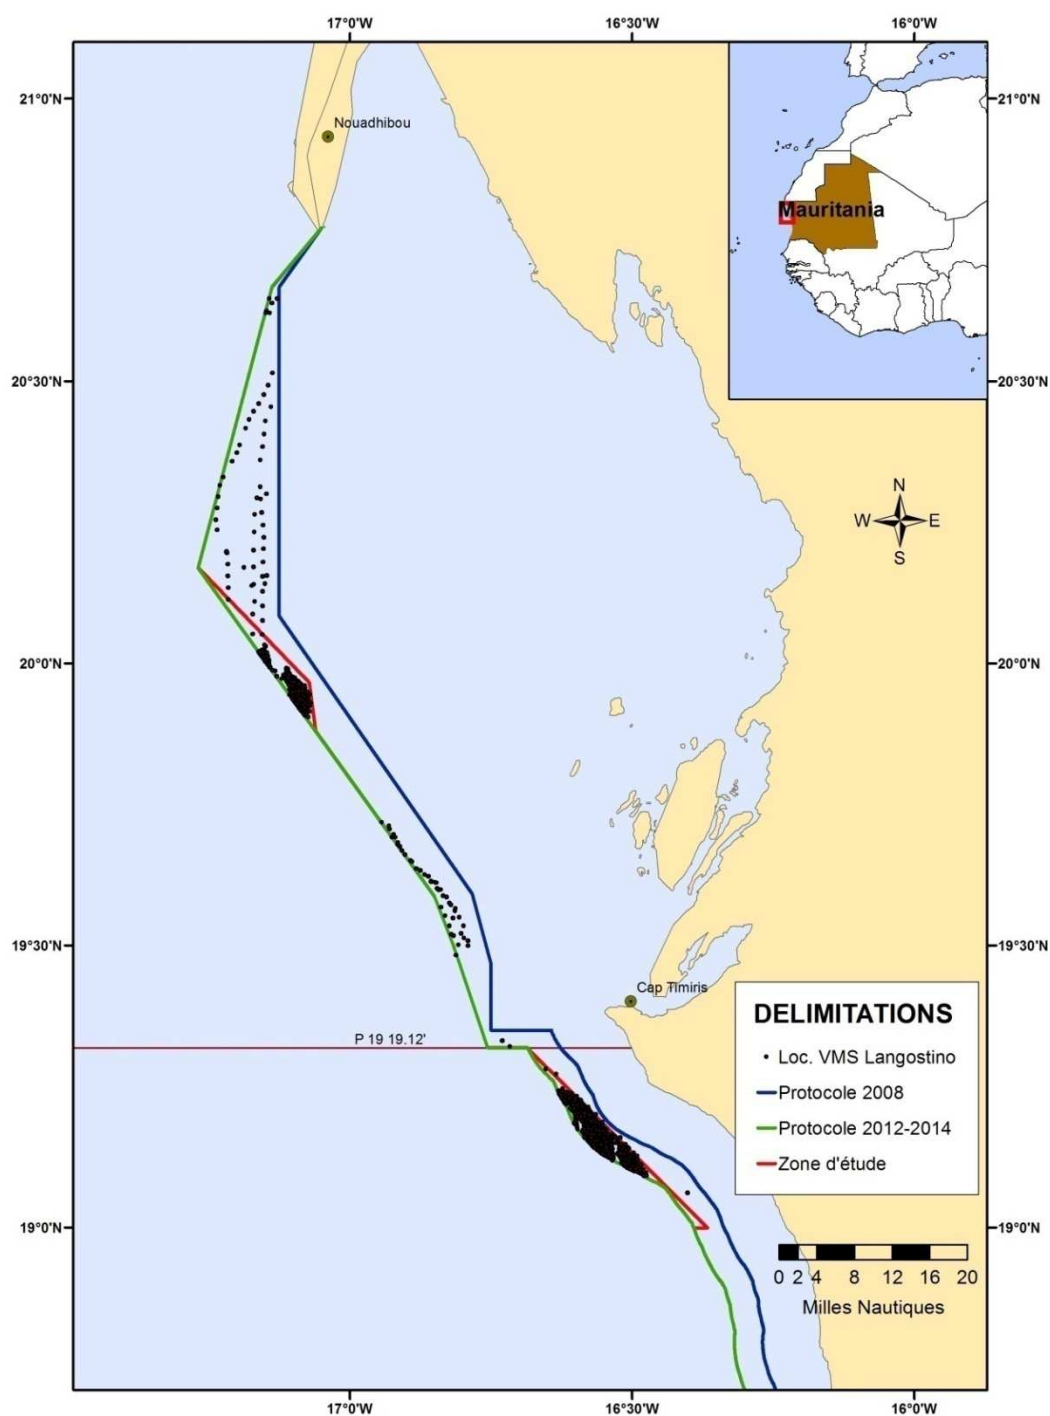 17°0'W
16°30'W
16°0'W
21°0'N
21°0'N
Nouadhibou
Mauritania
20°30'N
20°30'N
N
W
E
S
20°0'N
20°0'N
19°30'N
19°30'N
Cap Timiris
P 19 19.12'
DELIMITATIONS
Loc. VMS Langostino
Protocole 2008
Protocole 2012-2014
Zone d'étude
19°0'N
19°0'N
0 2 4 8 12 16 20
Milles Nautiques
17°0'W
16°30'W
16°0'W